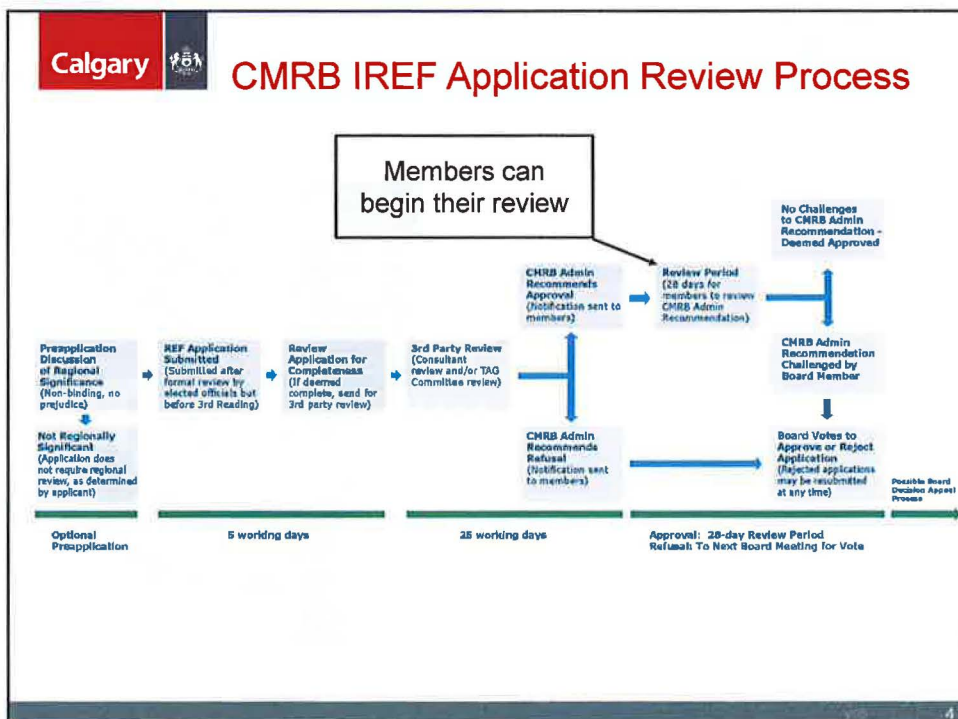 Calgary
CMRB IREF Application Review Process
Members can
begin their review
No Challenges
to CMRB Admin
Recommendation -
Deemed Approved
CMRB Admin
Recommends
Approval
(Notification sent to
members)
Review Period
(28 days for
members to review
CMRB Admin
Recommendation)
Preapplication
Discussion
of Regional
Significance
(Non-binding, no
prejudice)
REF Application
Submitted
(Submitted after
formal review by
elected officials but
before 3rd Reading)
Review
Application for
Completeness
(If deemed
complete, send for
3rd party review)
3rd Party Review
(Consultant
review and/or TAG
Committee review)
CMRB Admin
Recommendation
Challenged by
Board Member
Not Regionally
Significant
(Application does
not require regional
review, as determined
by applicant)
CMRB Admin
Recommends
Refusal
(Notification sent
to members)
Board Votes to
Approve or Reject
Application
(Rejected applications
may be resubmitted
at any time)
Possible Board
Decision Appeal
Process
Optional
Preapplication
5 working days
25 working days
Approval: 28-day Review Period
Refusal: To Next Board Meeting for Vote
4